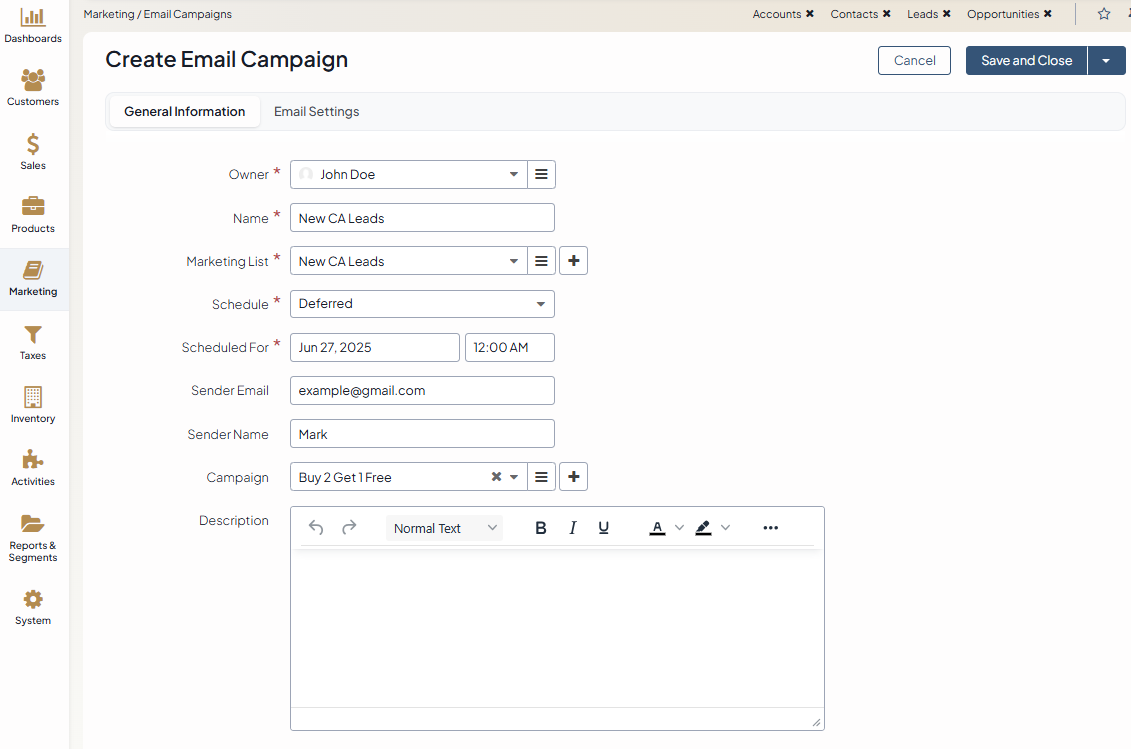 Marketing / Email Campaigns
Accounts ✖ Contacts ✖ Leads ✖ Opportunities ✖
Dashboards
Customers
Sales
Products
Marketing
Taxes
Inventory
Activities
Reports &
Segments
System
Create Email Campaign
Cancel
Save and Close
General Information
Email Settings
Owner * John Doe
Name * New CA Leads
Marketing List * New CA Leads
Schedule * Deferred
Scheduled For * Jun 27, 2025 12:00 AM
Sender Email example@gmail.com
Sender Name Mark
Campaign Buy 2 Get 1 Free
Description
Normal Text B I U A